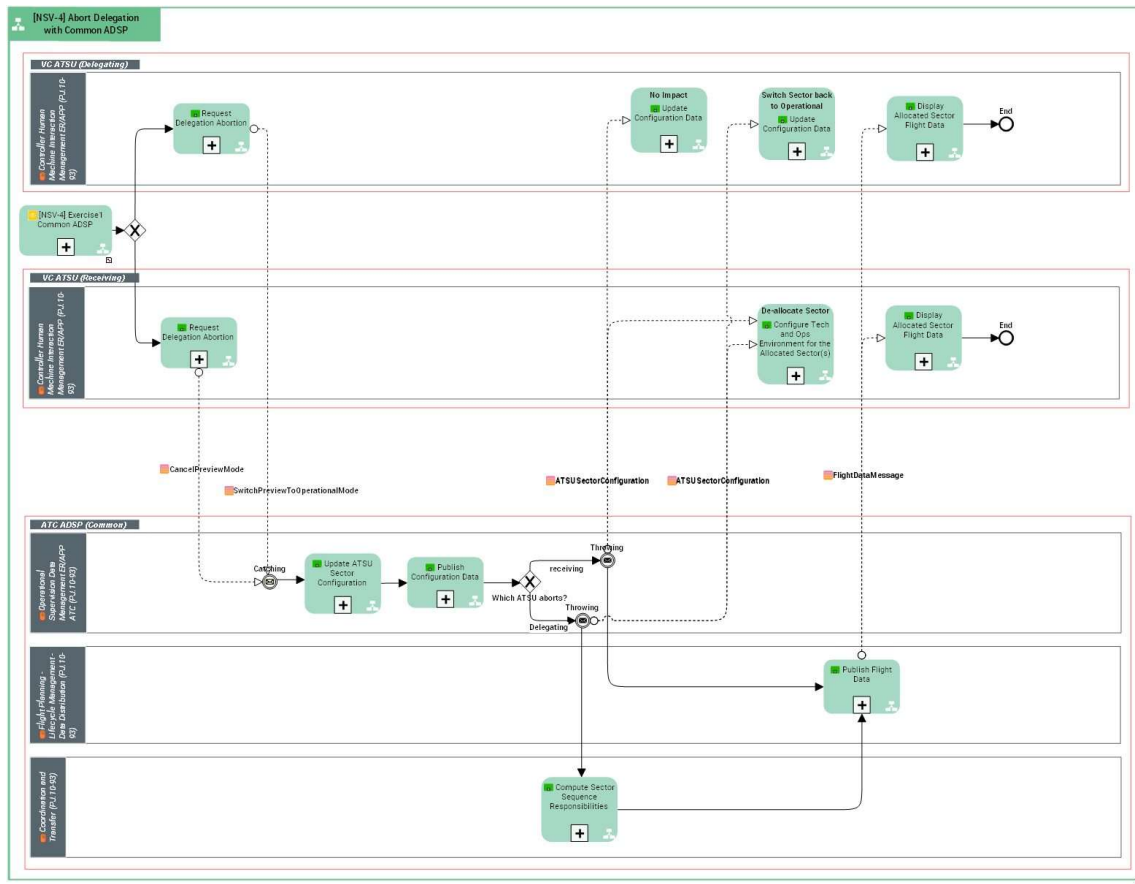 [NSV-4] Abort Delegation
with Common ADSP
VC ATSU (Delegating)
Controller Human
Machine Interaction
Management ER/APP (PJ.10-
93)
Request
Delegation Abortion
No Impact
Update
Configuration Data
Switch Sector back
to Operational
Update
Configuration Data
Display
Allocated Sector
Flight Data
End
[NSV-4] Exercise1
Common ADSP
VC ATSU (Receiving)
Controller Human
Machine Interaction
Management ER/APP (PJ.10-
93)
Request
Delegation Abortion
De-allocate Sector
Configure Tech
and Ops
Environment for the
Allocated Sector(s)
Display
Allocated Sector
Flight Data
End
CancelPreviewMode
SwitchPreviewToOperationalMode
ATSUSectorConfiguration
ATSUSectorConfiguration
FlightDataMessage
ATC ADSP (Common)
Operational
Supervision Data
Management ER/APP
ATC (PJ.10-93)
Catching
Update ATSU
Sector
Configuration
Publish
Configuration Data
Which ATSU aborts?
receiving
Throwing
Delegating
Throwing
Flight Planning -
Lifecycle Management -
Data Distribution (PJ.10-
93)
Publish Flight
Data
Coordination and
Transfer (PJ.10-93)
Compute Sector
Sequence
Responsibilities